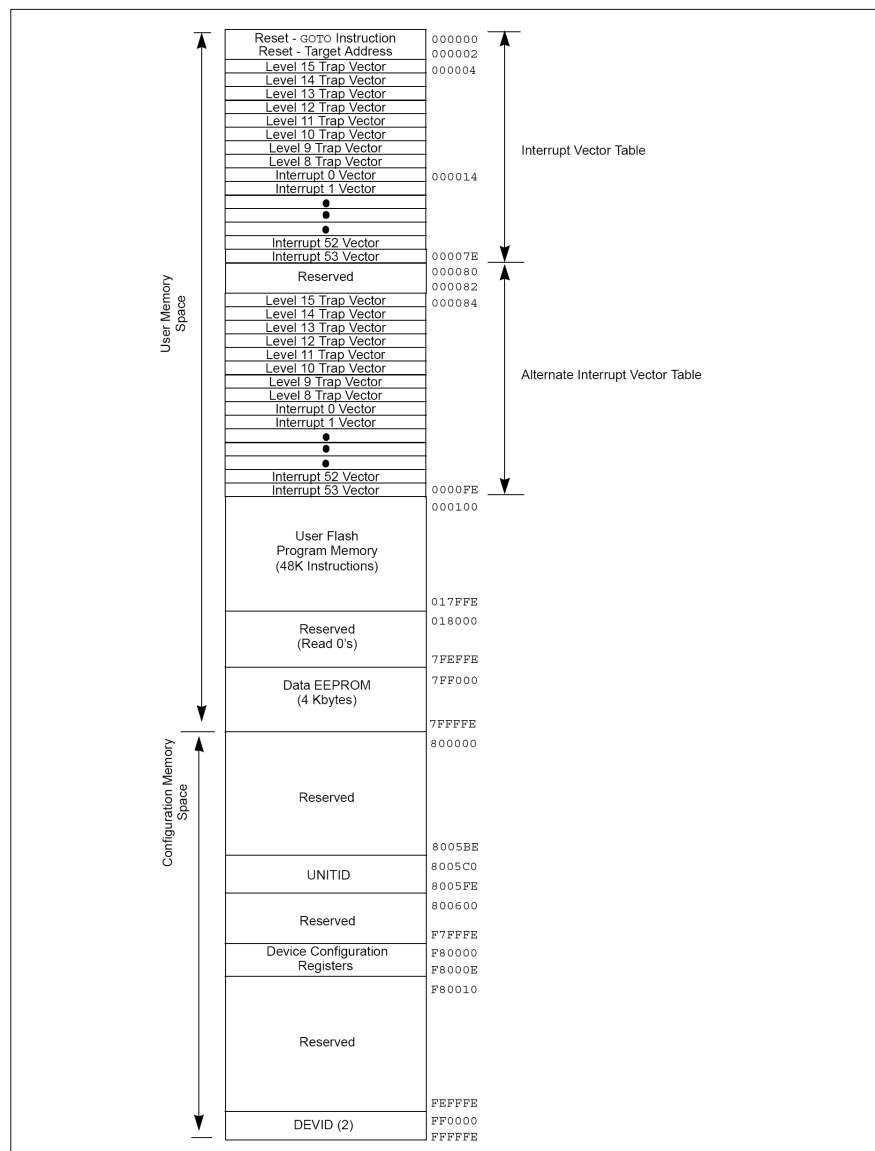 Reset - GOTO Instruction 000000
Reset - Target Address 000002
Level 15 Trap Vector 000004
Level 14 Trap Vector
Level 13 Trap Vector
Level 12 Trap Vector
Level 11 Trap Vector
Level 10 Trap Vector
Level 9 Trap Vector
Level 8 Trap Vector
Interrupt Vector Table
Interrupt 0 Vector 000014
Interrupt 1 Vector
Interrupt 52 Vector
Interrupt 53 Vector 00007E
000080
Reserved
000082
Level 15 Trap Vector 000084
Level 14 Trap Vector
Level 13 Trap Vector
Level 12 Trap Vector
Level 11 Trap Vector
Level 10 Trap Vector
Alternate Interrupt Vector Table
Level 9 Trap Vector
Level 8 Trap Vector
Interrupt 0 Vector
Interrupt 1 Vector
Interrupt 52 Vector
Interrupt 53 Vector 0000FE
000100
User Memory
Space
User Flash
Program Memory
(48K Instructions)
017FFE
018000
Reserved
(Read 0's)
7FEFFE
7FF000
Data EEPROM
(4 Kbytes)
7FFFFE
800000
Configuration Memory
Space
Reserved
8005BE
8005C0
UNITID
8005FE
800600
Reserved
F7FFFE
Device Configuration F80000
Registers F8000E
F80010
Reserved
FEFFFE
FF0000
DEVID (2)
FFFFFE